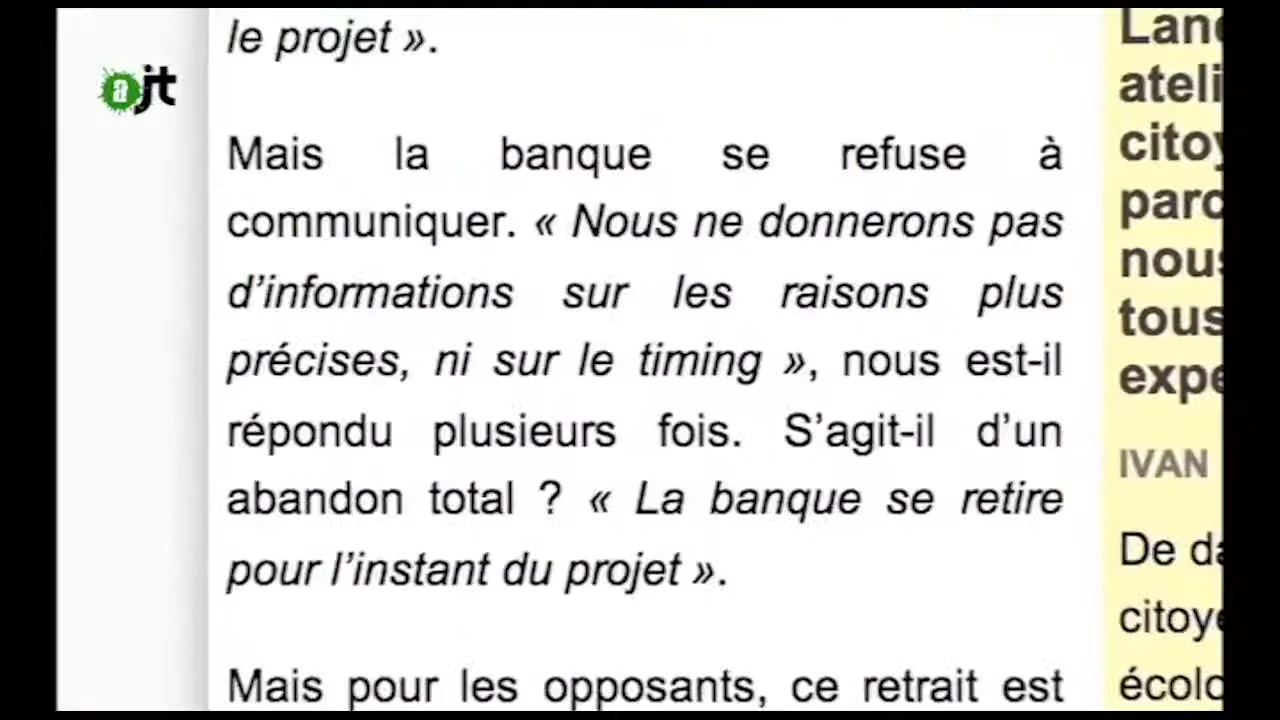 ajt
le projet ».
Mais la banque se refuse à
communiquer. « Nous ne donnerons pas
d’informations sur les raisons plus
précises, ni sur le timing », nous est-il
répondu plusieurs fois. S’agit-il d’un
abandon total ? « La banque se retire
pour l’instant du projet ».
Mais pour les opposants, ce retrait est
IVAN
De